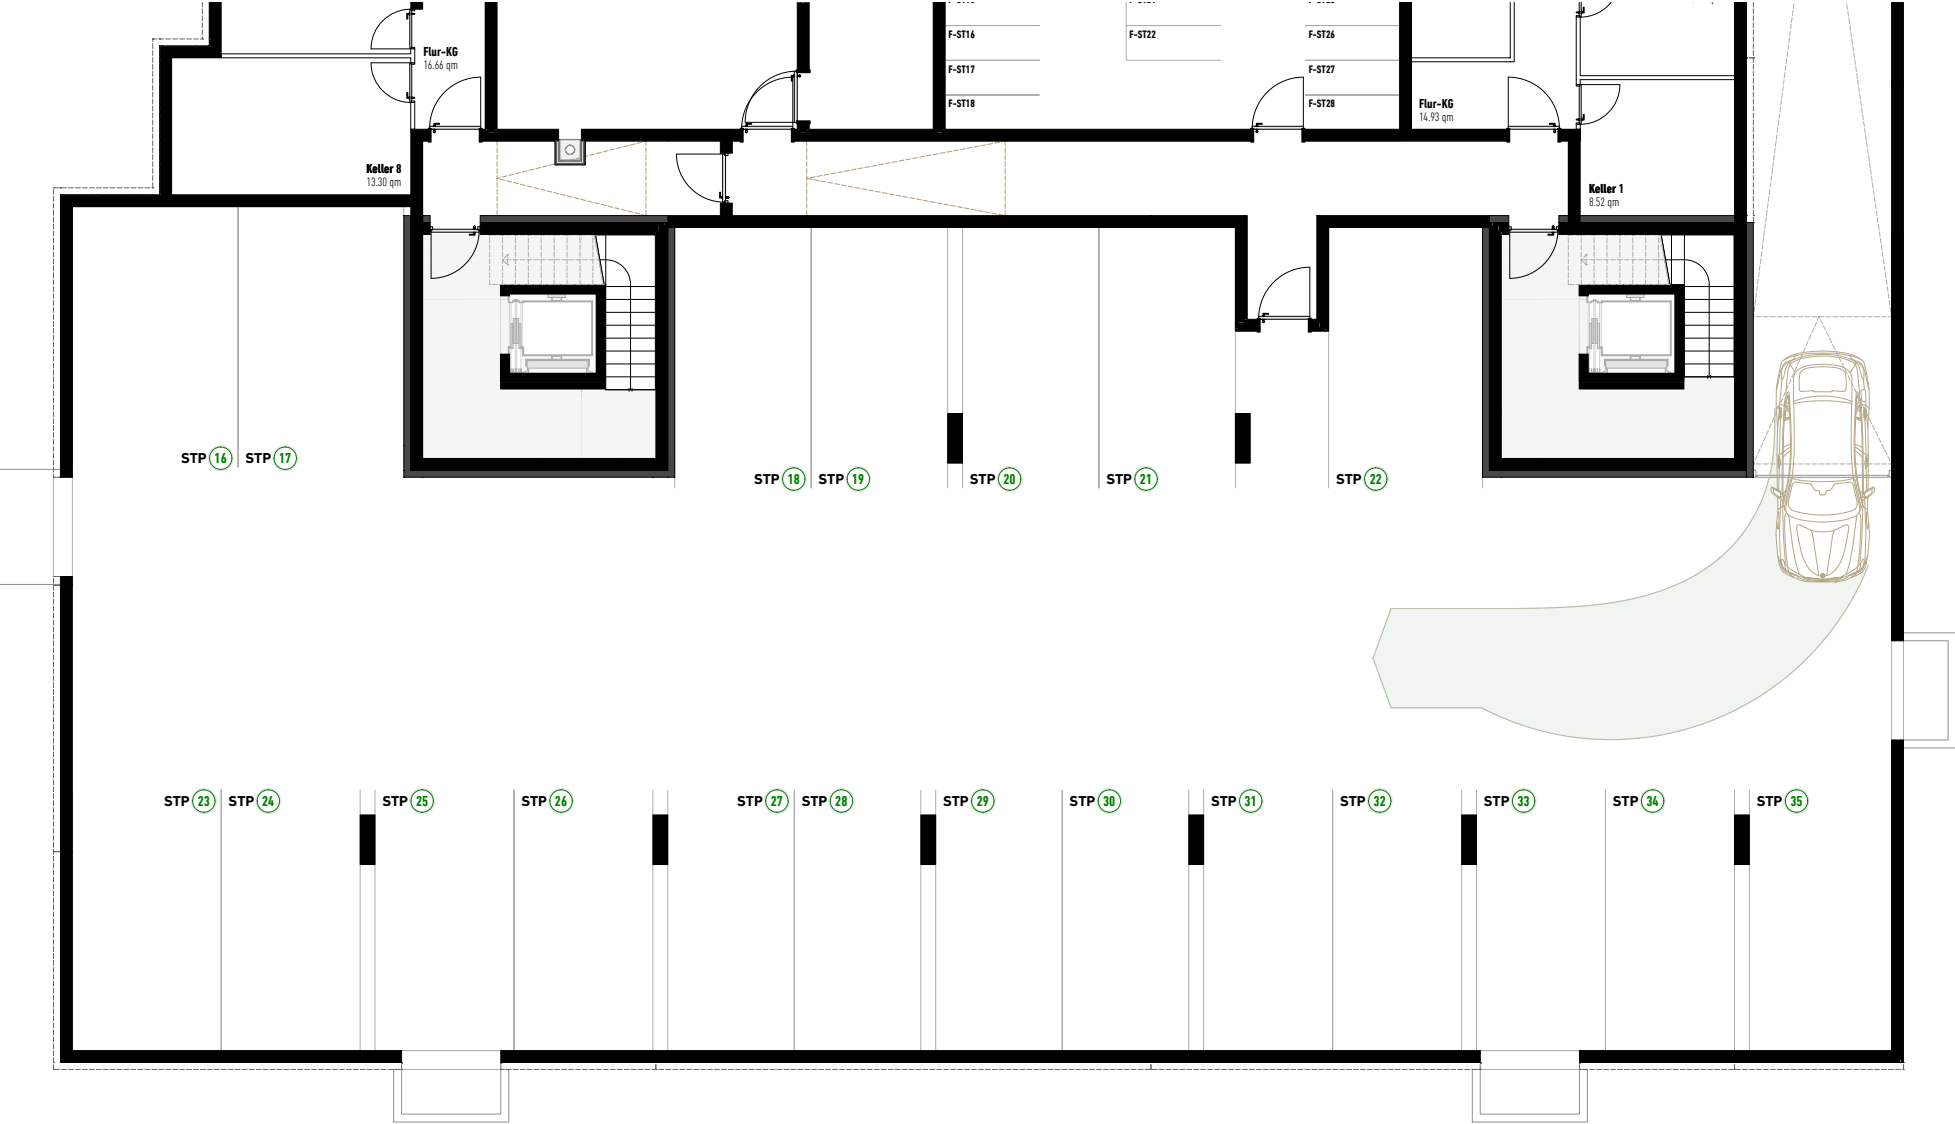 F-ST16
F-ST22
F-ST26
Flur-KG
16.66 qm
F-ST17
F-ST27
F-ST18
F-ST28
Flur-KG
14.93 qm
Keller 8
13.30 qm
Keller 1
8.52 qm
STP 16
STP 17
STP 18
STP 19
STP 20
STP 21
STP 22
STP 23
STP 24
STP 25
STP 26
STP 27
STP 28
STP 29
STP 30
STP 31
STP 32
STP 33
STP 34
STP 35